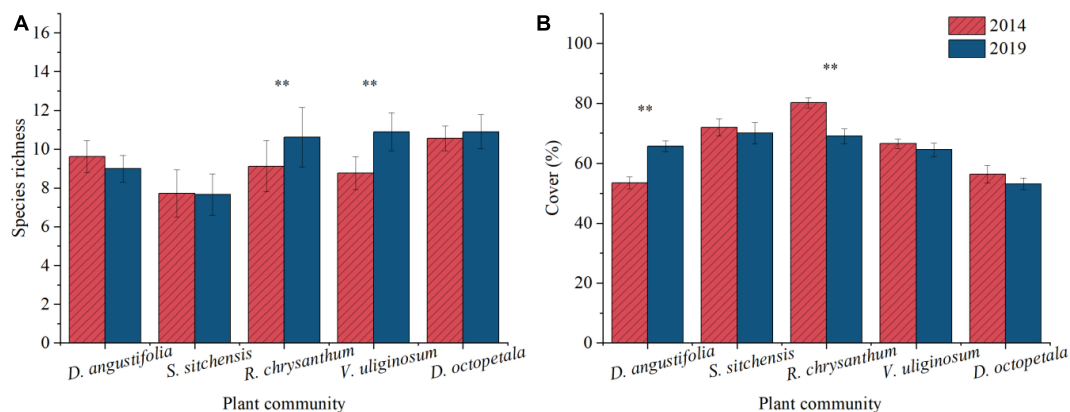 A
16
14
12
10
8
6
4
2
0
Species richness
**
**
D. angustifolia
S. sitchensis
R. chrysanthum
V. uliginosum
D. octopetala
Plant community
B
100
80
60
40
20
0
Cover (%)
2014
2019
**
**
D. angustifolia
S. sitchensis
R. chrysanthum
V. uliginosum
D. octopetala
Plant community